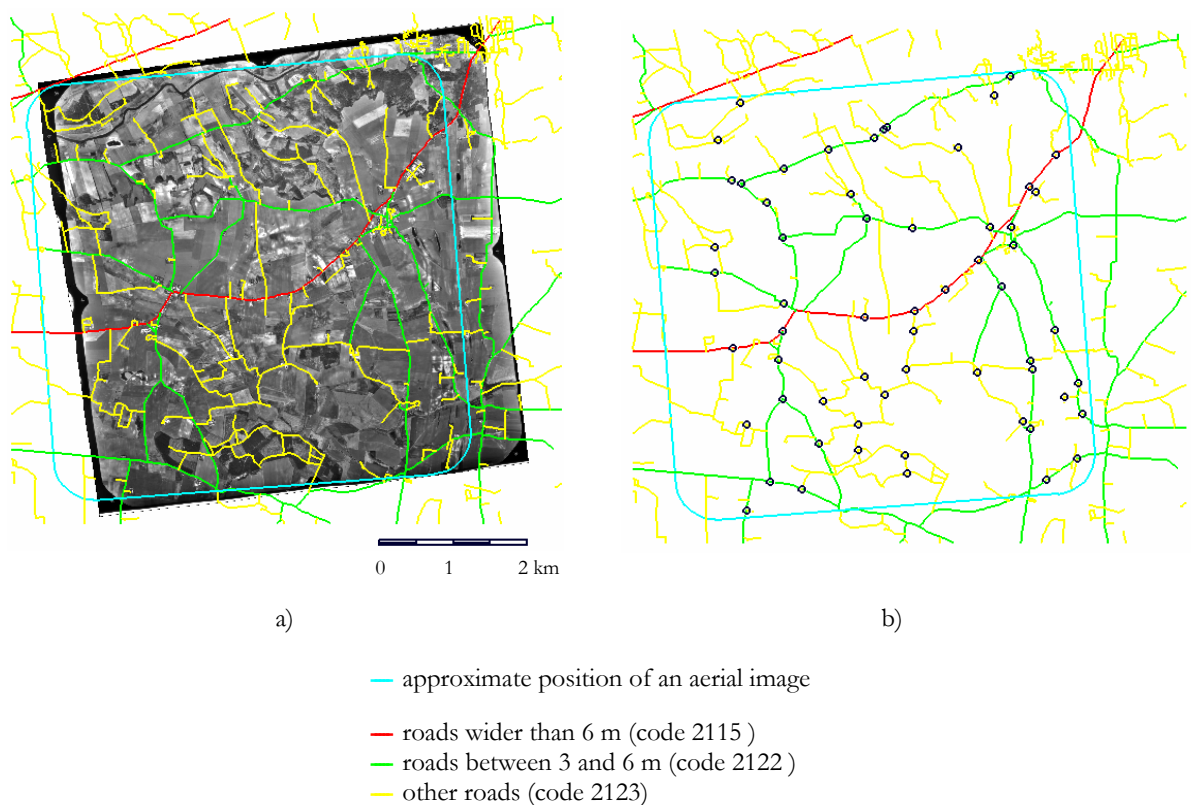 0 1 2 km
a)
b)
approximate position of an aerial image
roads wider than 6 m (code 2115 )
roads between 3 and 6 m (code 2122 )
other roads (code 2123)